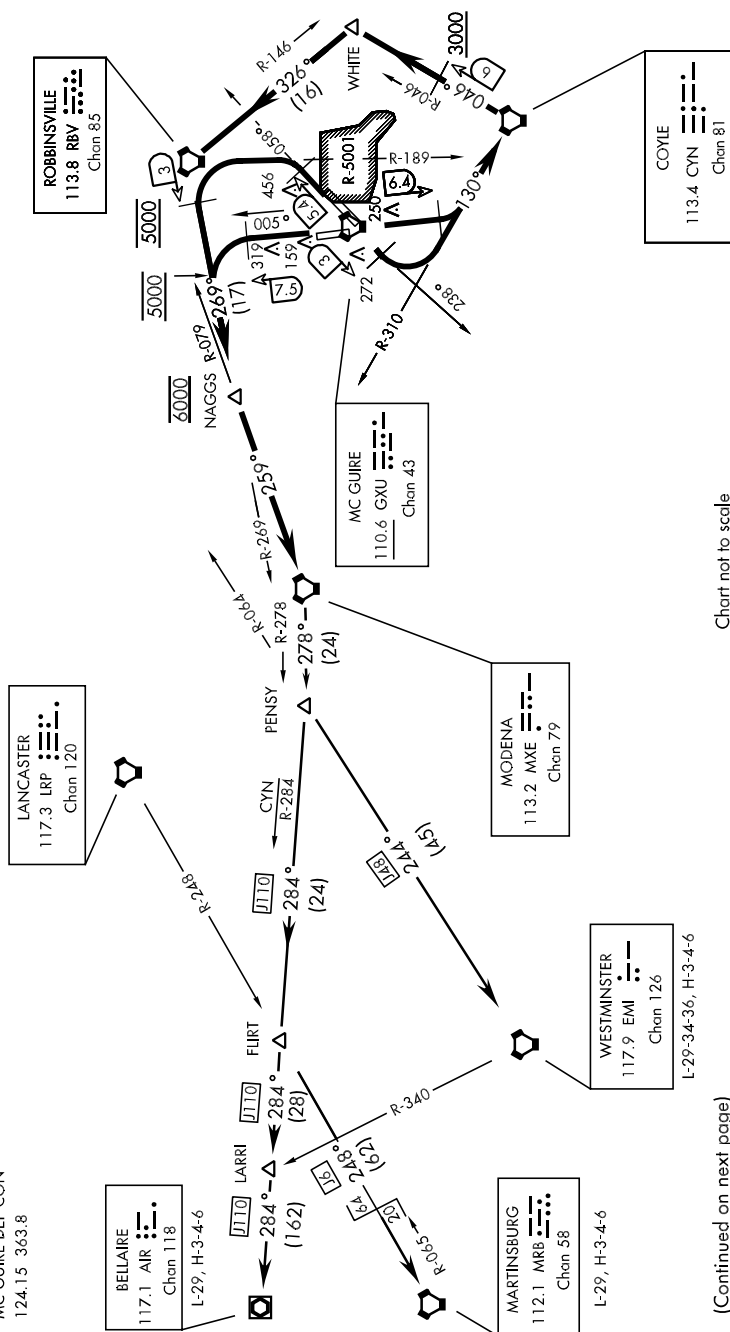 MC GUIRE DEP CON
124.15 363.8
BELLAIRE
117.1 AIR
Chan 118
L-29, H-3-4-6
LANCASTER
117.3 LRP
Chan 120
ROBBINSVILLE
113.8 RBV
Chan 85
MC GUIRE
110.6 GXU
Chan 43
COYLE
113.4 CYN
Chan 81
MODENA
113.2 MXE
Chan 79
WESTMINSTER
117.9 EMI
Chan 126
L-29-34-36, H-3-4-6
MARTINSBURG
112.1 MRB
Chan 58
L-29, H-3-4-6
J110
284°
(162)
LARRI
J110
284°
(28)
FLIRT
J110
284°
(24)
CYN
R-284
PENSY
R-278
278°
(24)
R-064
R-269
259°
6000
NAGGS
R-079
269°
(17)
5000
5000
3
7.5
319
159
005°
5.4
456
058°
R-5001
R-189
6.4
250
3
272
238°
R-310
130°
R-146
326°
(16)
WHITE
3000
R-046
046°
9
R-248
J48
244°
(45)
R-340
J6
248°
(62)
64
20
R-065
Chart not to scale
(Continued on next page)